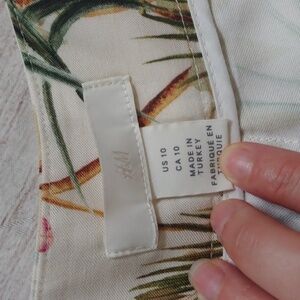 H&M
US 10
CA 10
MADE IN
TURKEY
FABRIQUÉ EN
TURQUIE